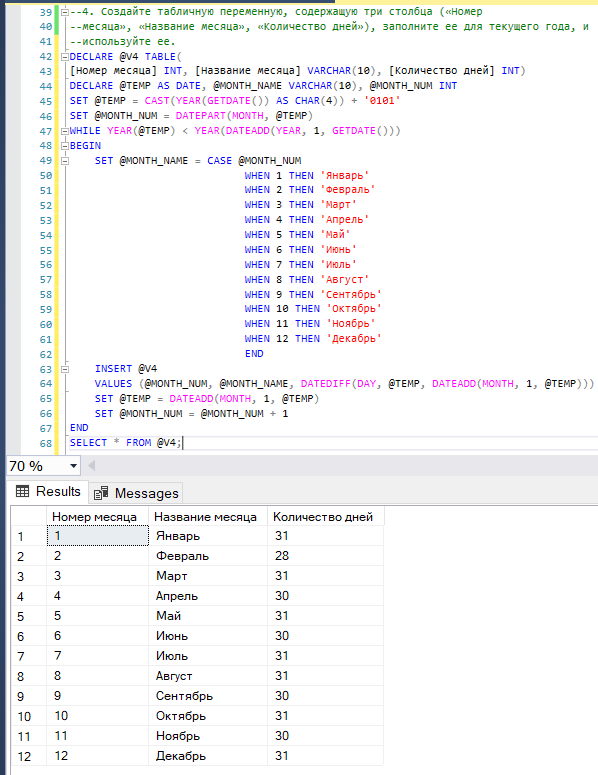 39 --4. Создайте табличную переменную, содержащую три столбца («Номер
40 --месяца», «Название месяца», «Количество дней»), заполните ее для текущего года, и
41 --используйте ее.
42 DECLARE @V4 TABLE(
43 [Номер месяца] INT, [Название месяца] VARCHAR(10), [Количество дней] INT)
44 DECLARE @TEMP AS DATE, @MONTH_NAME VARCHAR(10), @MONTH_NUM INT
45 SET @TEMP = CAST(YEAR(GETDATE()) AS CHAR(4)) + '0101'
46 SET @MONTH_NUM = DATEPART(MONTH, @TEMP)
47 WHILE YEAR(@TEMP) < YEAR(DATEADD(YEAR, 1, GETDATE()))
48 BEGIN
49 SET @MONTH_NAME = CASE @MONTH_NUM
50 WHEN 1 THEN 'Январь'
51 WHEN 2 THEN 'Февраль'
52 WHEN 3 THEN 'Март'
53 WHEN 4 THEN 'Апрель'
54 WHEN 5 THEN 'Май'
55 WHEN 6 THEN 'Июнь'
56 WHEN 7 THEN 'Июль'
57 WHEN 8 THEN 'Август'
58 WHEN 9 THEN 'Сентябрь'
59 WHEN 10 THEN 'Октябрь'
60 WHEN 11 THEN 'Ноябрь'
61 WHEN 12 THEN 'Декабрь'
62 END
63 INSERT @V4
64 VALUES (@MONTH_NUM, @MONTH_NAME, DATEDIFF(DAY, @TEMP, DATEADD(MONTH, 1, @TEMP)))
65 SET @TEMP = DATEADD(MONTH, 1, @TEMP)
66 SET @MONTH_NUM = @MONTH_NUM + 1
67 END
68 SELECT * FROM @V4;
70 %
Results Messages
Номер месяца Название месяца Количество дней
1 1 Январь 31
2 2 Февраль 28
3 3 Март 31
4 4 Апрель 30
5 5 Май 31
6 6 Июнь 30
7 7 Июль 31
8 8 Август 31
9 9 Сентябрь 30
10 10 Октябрь 31
11 11 Ноябрь 30
12 12 Декабрь 31